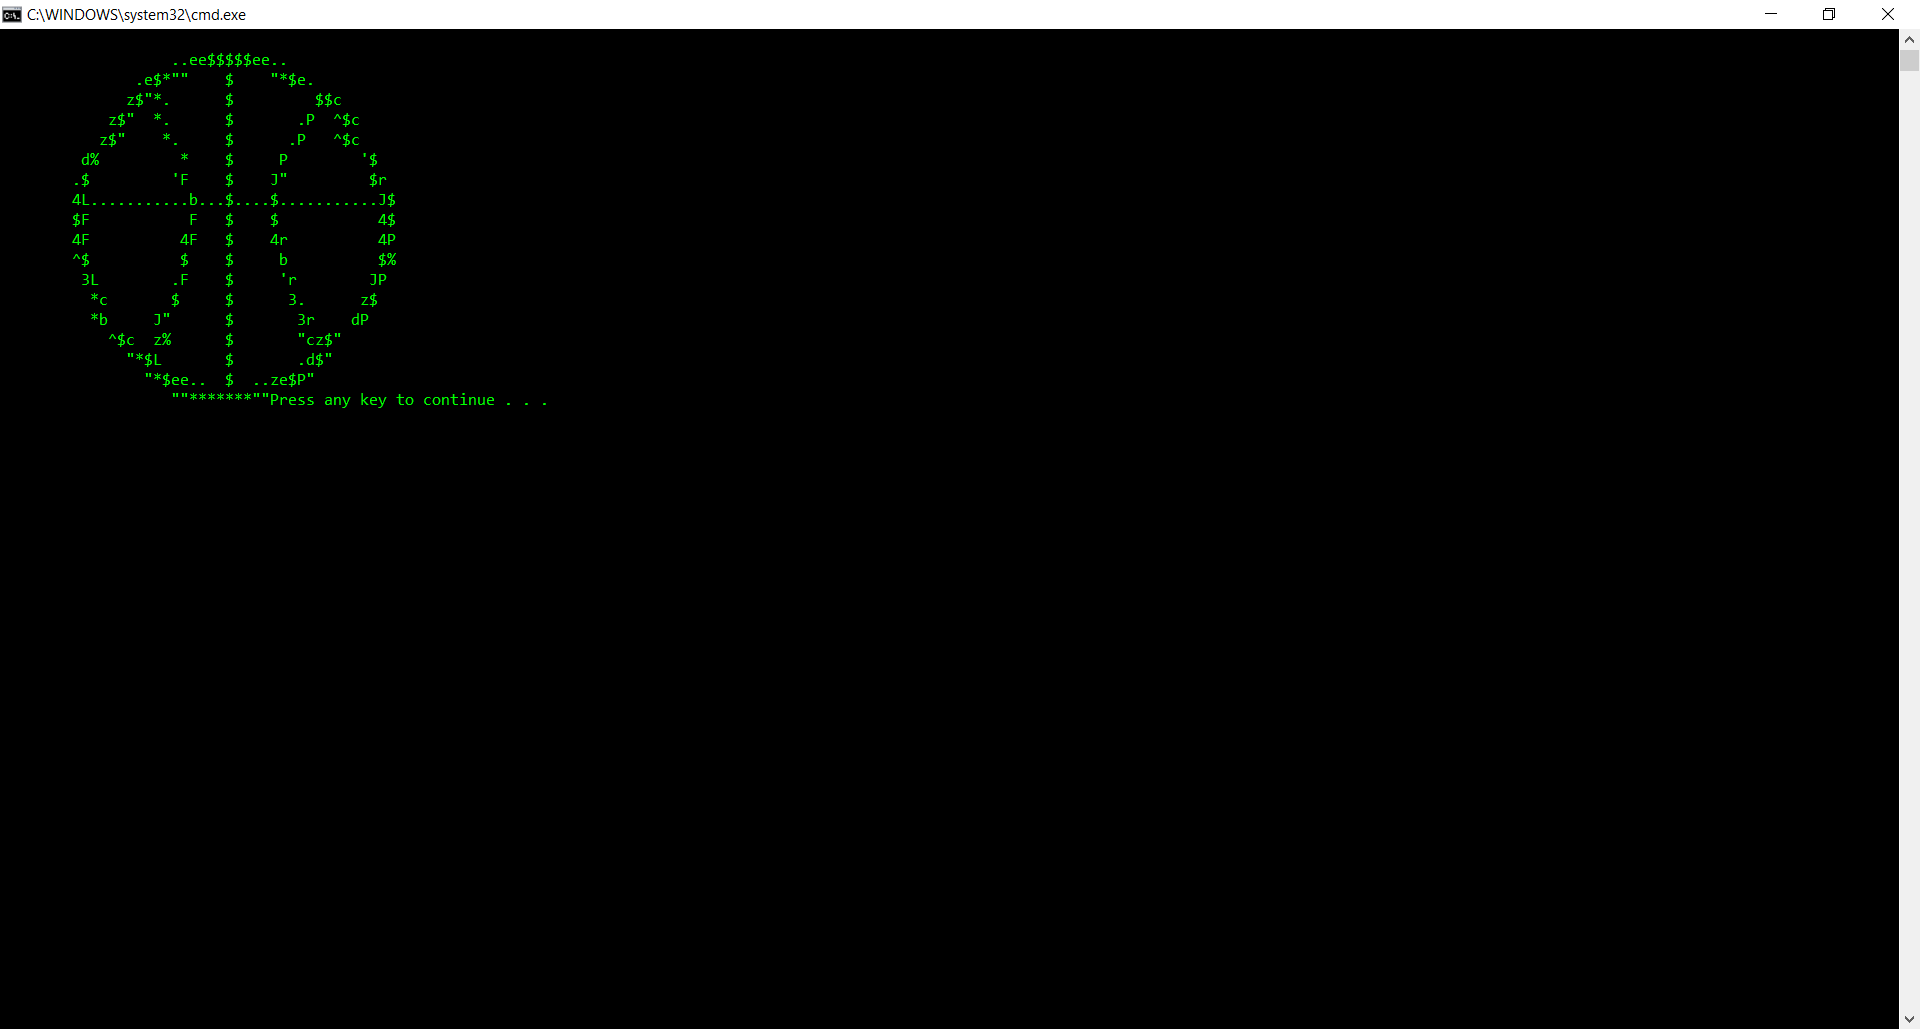 C:\WINDOWS\system32\cmd.exe
           ..ee$$$$$ee..
       .e$*""    $    "*$e.
      z$"*.      $         $$c
    z$"  *.      $       .P  ^$c
   z$"    *.     $      .P   ^$c
 d%         *    $     P        '$
.$         'F    $    J"         $r
4L...........b...$....$...........J$
$F           F   $    $           4$
4F          4F   $    4r          4P
^$          $    $     b          $%
 3L        .F    $     'r        JP
  *c       $     $      3.      z$
  *b     J"      $       3r    dP
    ^$c  z%      $       "cz$"
      "*$L       $       .d$"
        "*$ee..  $  ..ze$P"
           ""*******""Press any key to continue . . .